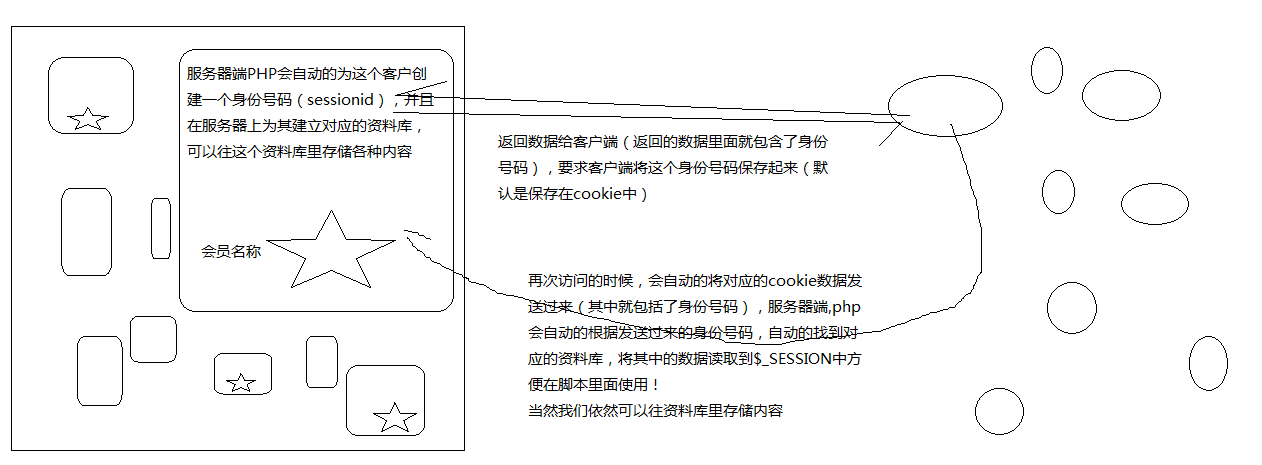 服务器端PHP会自动的为这个客户创
建一个身份号码（sessionid），并且
在服务器上为其建立对应的资料库，
可以往这个资料库里存储各种内容
会员名称
返回数据给客户端（返回的数据里面就包含了身份
号码），要求客户端将这个身份号码保存起来（默
认是保存在cookie中）
再次访问的时候，会自动的将对应的cookie数据发
送过来（其中就包括了身份号码），服务器端,php
会自动的根据发送过来的身份号码，自动的找到对
应的资料库，将其中的数据读取到$_SESSION中方
便在脚本里面使用！
当然我们依然可以往资料库里存储内容